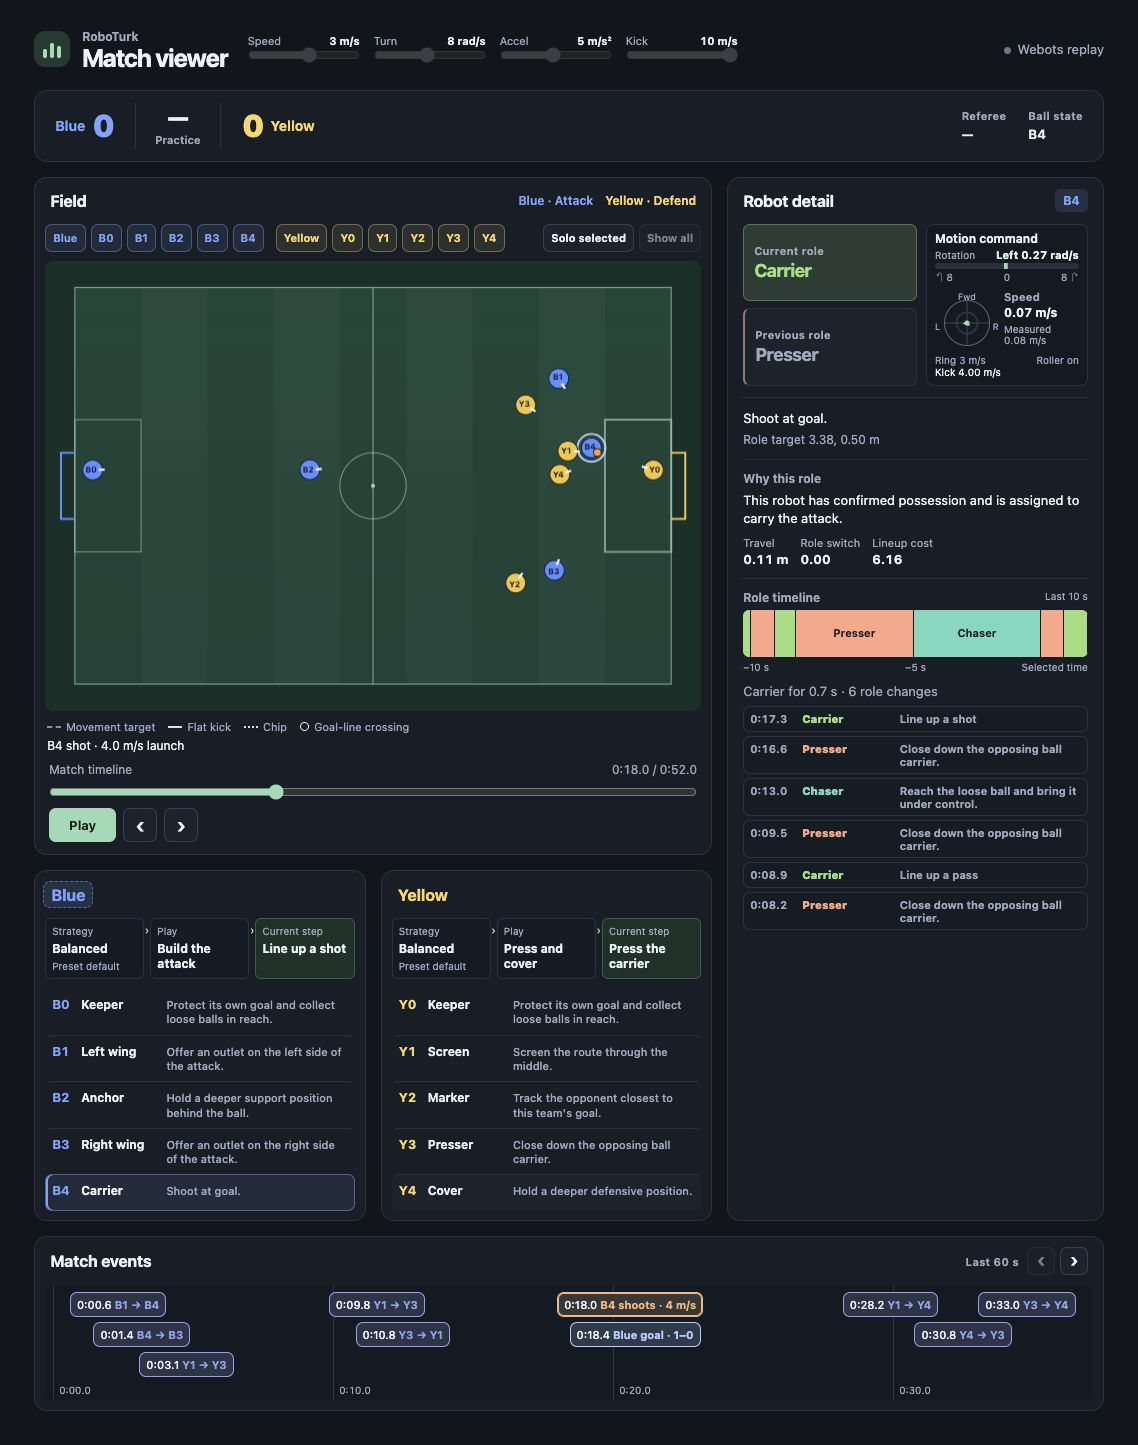 RoboTurk
Match viewer
Speed 3 m/s Turn 8 rad/s Accel 5 m/s² Kick 10 m/s
Webots replay
Blue 0
—
Practice
0 Yellow
Referee
—
Ball state
B4
Field
Blue · Attack Yellow · Defend
Blue B0 B1 B2 B3 B4 Yellow Y0 Y1 Y2 Y3 Y4 Solo selected Show all
B1
Y3
B4
Y1
B0
B2
Y4
Y0
B3
Y2
Movement target Flat kick Chip Goal-line crossing
B4 shot · 4.0 m/s launch
Match timeline 0:18.0 / 0:52.0
Play ‹ ›
Robot detail B4
Current role
Carrier
Previous role
Presser
Motion command
Rotation Left 0.27 rad/s
8 0 8
Fwd
L R
Speed
0.07 m/s
Measured
0.08 m/s
Ring 3 m/s Roller on
Kick 4.00 m/s
Shoot at goal.
Role target 3.38, 0.50 m
Why this role
This robot has confirmed possession and is assigned to
carry the attack.
Travel Role switch Lineup cost
0.11 m 0.00 6.16
Role timeline Last 10 s
Presser Chaser
−10 s −5 s Selected time
Carrier for 0.7 s · 6 role changes
0:17.3 Carrier Line up a shot
0:16.6 Presser Close down the opposing ball
carrier.
0:13.0 Chaser Reach the loose ball and bring it
under control.
0:09.5 Presser Close down the opposing ball
carrier.
0:08.9 Carrier Line up a pass
0:08.2 Presser Close down the opposing ball
carrier.
Blue
Strategy
Balanced
Preset default
›
Play
Build the
attack
›
Current step
Line up a shot
B0 Keeper Protect its own goal and collect
loose balls in reach.
B1 Left wing Offer an outlet on the left side of
the attack.
B2 Anchor Hold a deeper support position
behind the ball.
B3 Right wing Offer an outlet on the right side
of the attack.
B4 Carrier Shoot at goal.
Yellow
Strategy
Balanced
Preset default
›
Play
Press and
cover
›
Current step
Press the
carrier
Y0 Keeper Protect its own goal and collect
loose balls in reach.
Y1 Screen Screen the route through the
middle.
Y2 Marker Track the opponent closest to
this team's goal.
Y3 Presser Close down the opposing ball
carrier.
Y4 Cover Hold a deeper defensive position.
Match events Last 60 s ‹ ›
0:00.6 B1 → B4 0:09.8 Y1 → Y3 0:18.0 B4 shoots · 4 m/s 0:28.2 Y1 → Y4 0:33.0 Y3 → Y4
0:01.4 B4 → B3 0:10.8 Y3 → Y1 0:18.4 Blue goal · 1–0 0:30.8 Y4 → Y3
0:03.1 Y1 → Y3
0:00.0 0:10.0 0:20.0 0:30.0